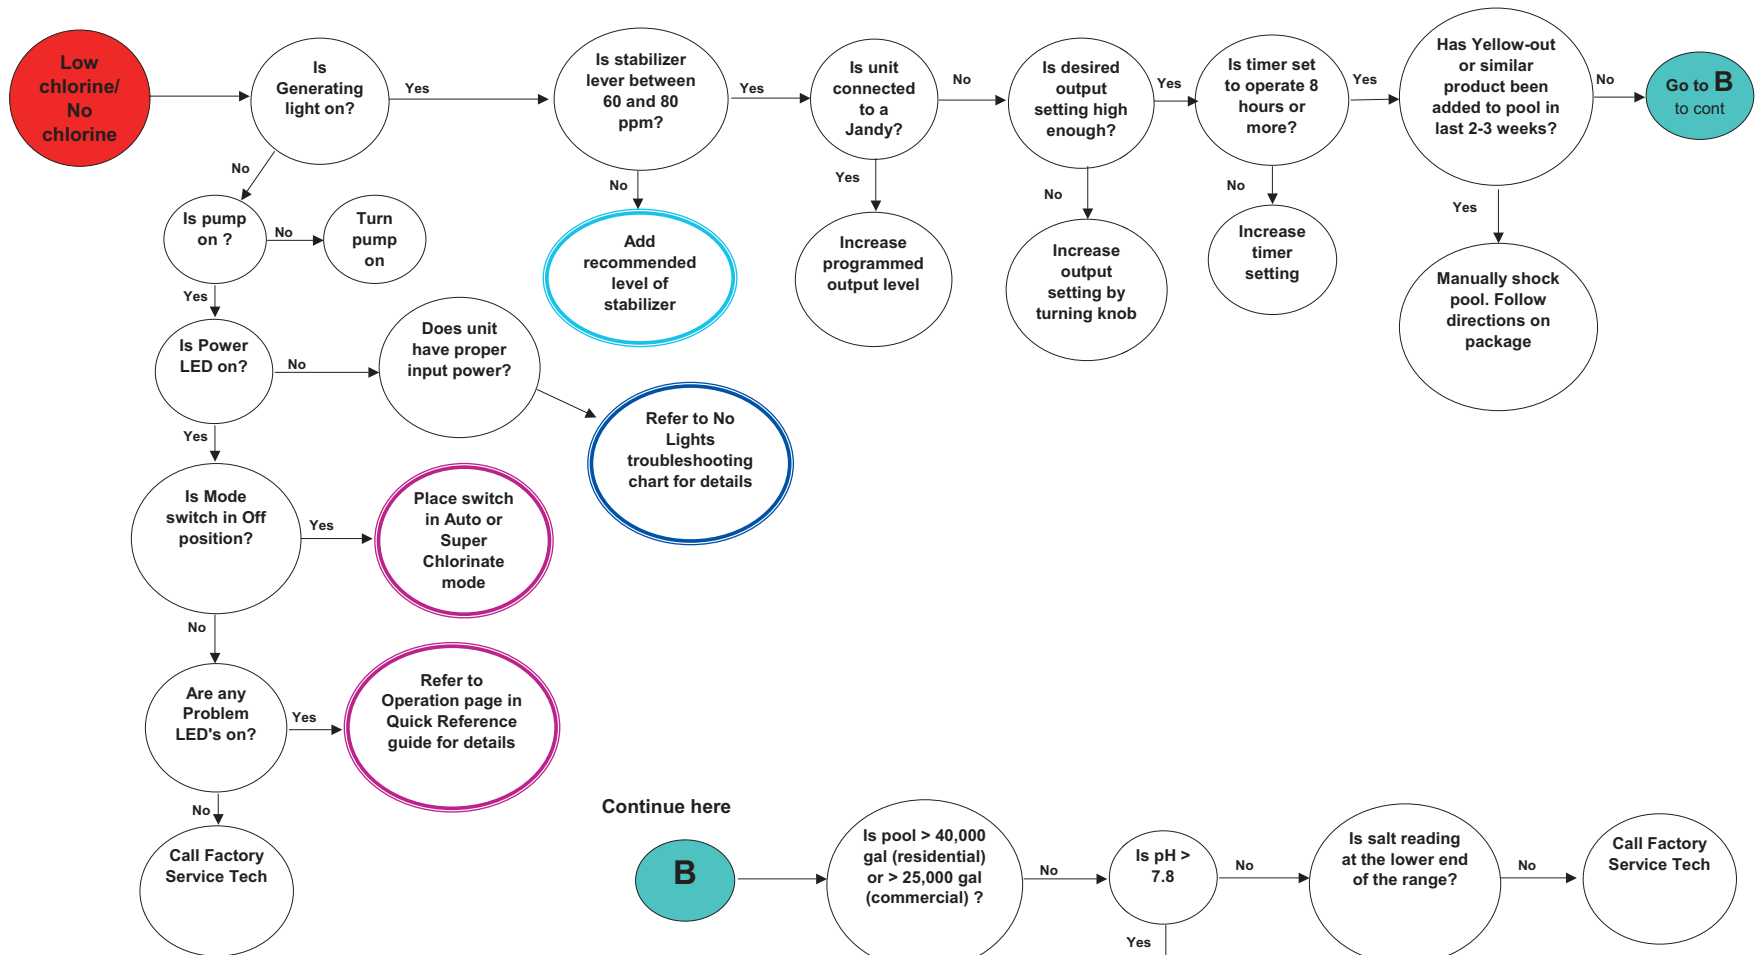 Low
chlorine/
No
chlorine
Is
Generating
light on?
Yes
Is stabilizer
lever between
60 and 80
ppm?
Yes
Is unit
connected
to a
Jandy?
No
Is desired
output
setting high
enough?
Yes
Is timer set
to operate 8
hours or
more?
Yes
Has Yellow-out
or similar
product been
added to pool in
last 2-3 weeks?
No
Go to B
to cont
No
Is pump
on ?
No
Turn
pump
on
No
Add
recommended
level of
stabilizer
Yes
Increase
programmed
output level
No
Increase
output
setting by
turning knob
No
Increase
timer
setting
Yes
Manually shock
pool. Follow
directions on
package
Yes
Is Power
LED on?
No
Does unit
have proper
input power?
Refer to No
Lights
troubleshooting
chart for details
Yes
Is Mode
switch in Off
position?
Yes
Place switch
in Auto or
Super
Chlorinate
mode
No
Are any
Problem
LED's on?
Yes
Refer to
Operation page in
Quick Reference
guide for details
No
Call Factory
Service Tech
Continue here
B
Is pool > 40,000
gal (residential)
or > 25,000 gal
(commercial) ?
No
Is pH >
7.8
No
Is salt reading
at the lower end
of the range?
No
Call Factory
Service Tech
Yes